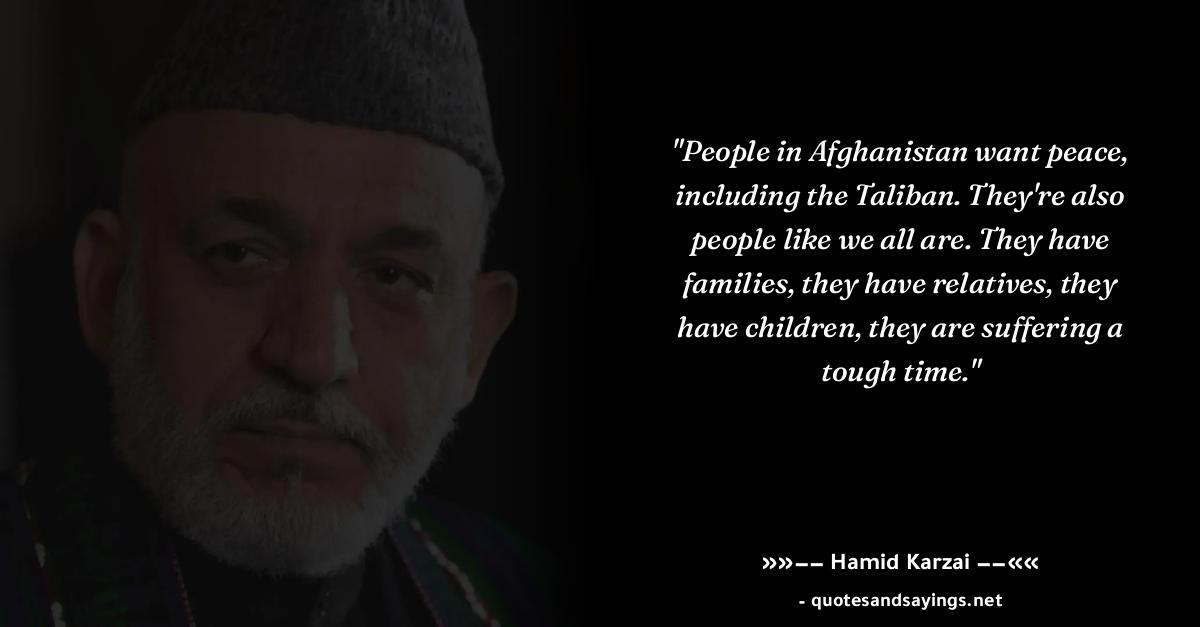 "People in Afghanistan want peace,
including the Taliban. They're also
people like we all are. They have
families, they have relatives, they
have children, they are suffering a
tough time."
»»−− Hamid Karzai −−««
- quotesandsayings.net